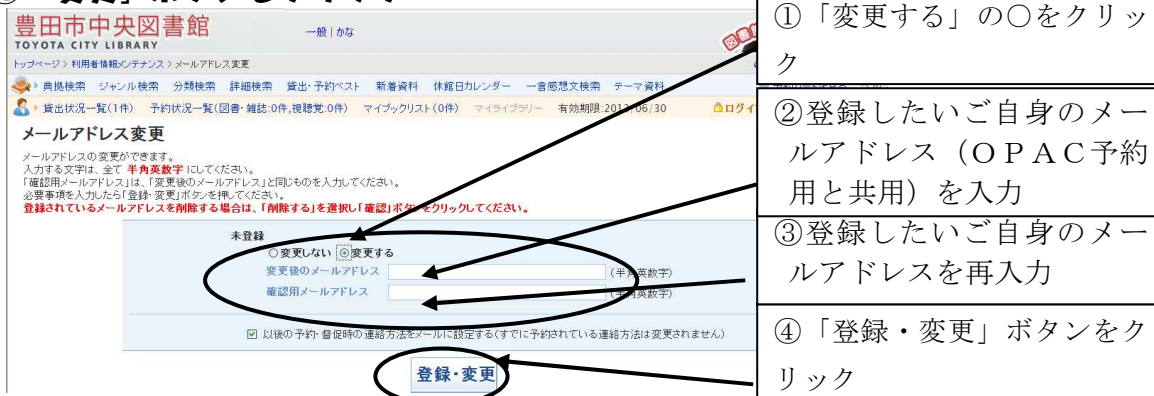 豊田市中央図書館
TOYOTA CITY LIBRARY
一般 | かな
トップページ > 利用者情報メンテナンス > メールアドレス変更
典拠検索 ジャンル検索 分類検索 詳細検索 貸出・予約ベスト 新着資料 休館日カレンダー 一言感想文検索 テーマ資料
貸出状況一覧(1件) 予約状況一覧(図書・雑誌:0件,視聴覚:0件) マイブックリスト(0件) マイライブラリー 有効期限:2013/06/30 ログイ
メールアドレス変更
メールアドレスの変更ができます。
入力する文字は、全て 半角英数字 にしてください。
「確認用メールアドレス」は、「変更後のメールアドレス」と同じものを入力してください。
必要事項を入力したら「登録・変更」ボタンを押してください。
登録されているメールアドレスを削除する場合は、「削除する」を選択し「確認」ボタンをクリックしてください。
未登録
変更しない 変更する
変更後のメールアドレス (半角英数字)
確認用メールアドレス (半角英数字)
以後の予約・督促時の連絡方法をメールに設定する(すでに予約されている連絡方法は変更されません)
登録・変更
①「変更する」の○をクリッ
ク
②登録したいご自身のメー
ルアドレス（ＯＰＡＣ予約
用と共用）を入力
③登録したいご自身のメー
ルアドレスを再入力
④「登録・変更」ボタンをク
リック